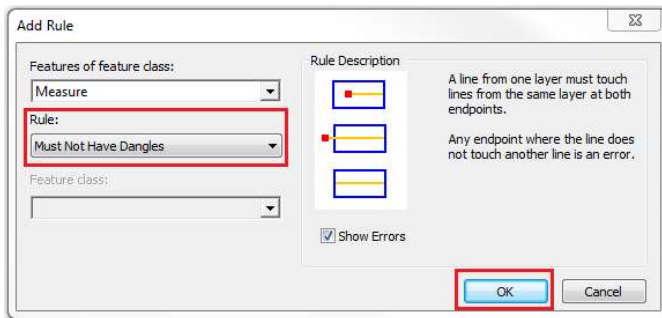 Add Rule
Features of feature class:
Measure
Rule:
Must Not Have Dangles
Feature class:
Rule Description
A line from one layer must touch
lines from the same layer at both
endpoints.
Any endpoint where the line does
not touch another line is an error.
Show Errors
OK
Cancel